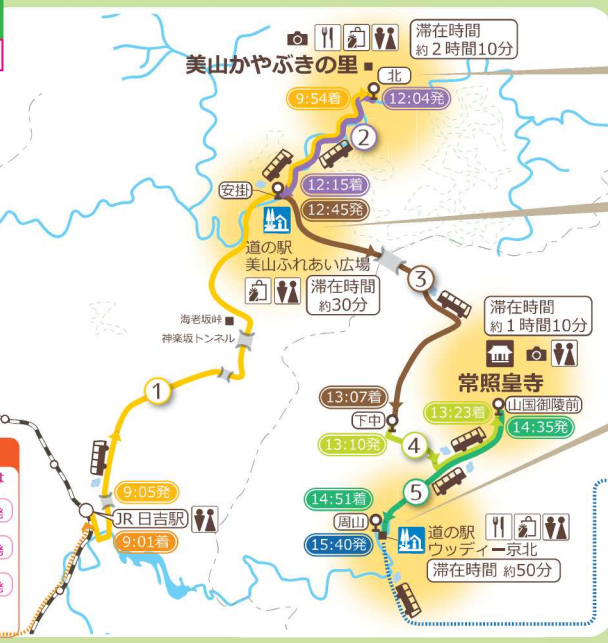 滞在時間
約2時間10分
美山かやぶきの里
北
9:54着
12:04発
②
安掛
12:15着
12:45発
道の駅
美山ふれあい広場
滞在時間
約30分
③
海老坂峠
神楽坂トンネル
①
滞在時間
約1時間10分
常照皇寺
13:07着
下中
13:10発
13:23着
山国御陵前
14:35発
④
⑤
9:05発
JR 日吉駅
9:01着
14:51着
周山
15:40発
道の駅
ウッディー京北
滞在時間 約50分
は
発
発
発